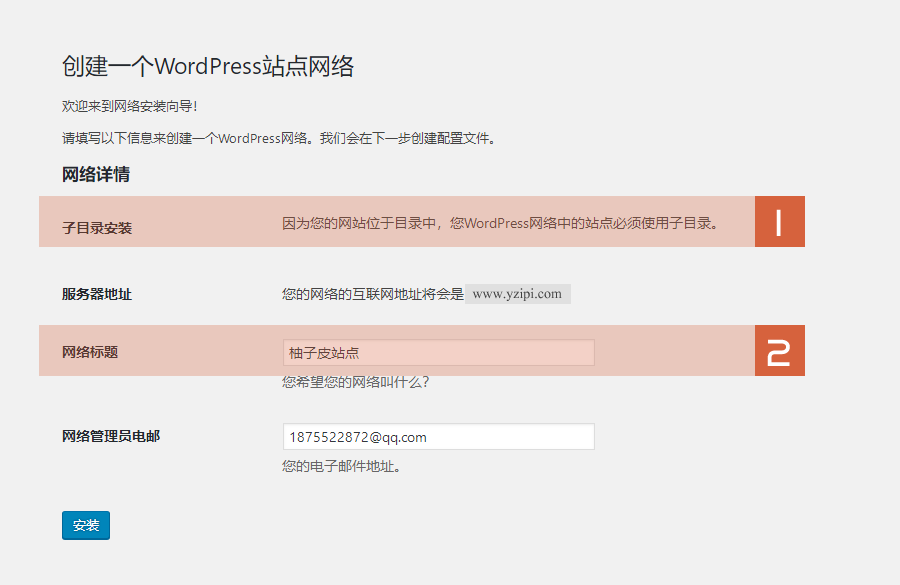 创建一个WordPress站点网络
欢迎来到网络安装向导！
请填写以下信息来创建一个WordPress网络。我们会在下一步创建配置文件。
网络详情
子目录安装 因为您的网站位于目录中，您WordPress网络中的站点必须使用子目录。 1
服务器地址 您的网络的互联网地址将会是 www.yzipi.com
网络标题 柚子皮站点 2
您希望您的网络叫什么？
网络管理员电邮 1875522872@qq.com
您的电子邮件地址。
安装